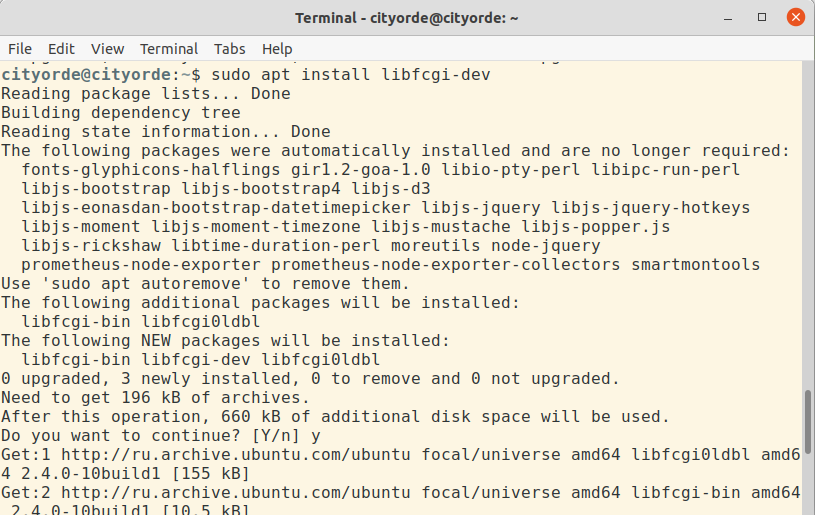 Terminal - cityorde@cityorde: ~
File Edit View Terminal Tabs Help
cityorde@cityorde:~$ sudo apt install libfcgi-dev
Reading package lists... Done
Building dependency tree
Reading state information... Done
The following packages were automatically installed and are no longer required:
  fonts-glyphicons-halflings gir1.2-goa-1.0 libio-pty-perl libipc-run-perl
  libjs-bootstrap libjs-bootstrap4 libjs-d3
  libjs-eonasdan-bootstrap-datetimepicker libjs-jquery libjs-jquery-hotkeys
  libjs-moment libjs-moment-timezone libjs-mustache libjs-popper.js
  libjs-rickshaw libtime-duration-perl moreutils node-jquery
  prometheus-node-exporter prometheus-node-exporter-collectors smartmontools
Use 'sudo apt autoremove' to remove them.
The following additional packages will be installed:
  libfcgi-bin libfcgi0ldbl
The following NEW packages will be installed:
  libfcgi-bin libfcgi-dev libfcgi0ldbl
0 upgraded, 3 newly installed, 0 to remove and 0 not upgraded.
Need to get 196 kB of archives.
After this operation, 660 kB of additional disk space will be used.
Do you want to continue? [Y/n] y
Get:1 http://ru.archive.ubuntu.com/ubuntu focal/universe amd64 libfcgi0ldbl amd6
4 2.4.0-10build1 [155 kB]
Get:2 http://ru.archive.ubuntu.com/ubuntu focal/universe amd64 libfcgi-bin amd64
 2.4.0-10build1 [10.5 kB]